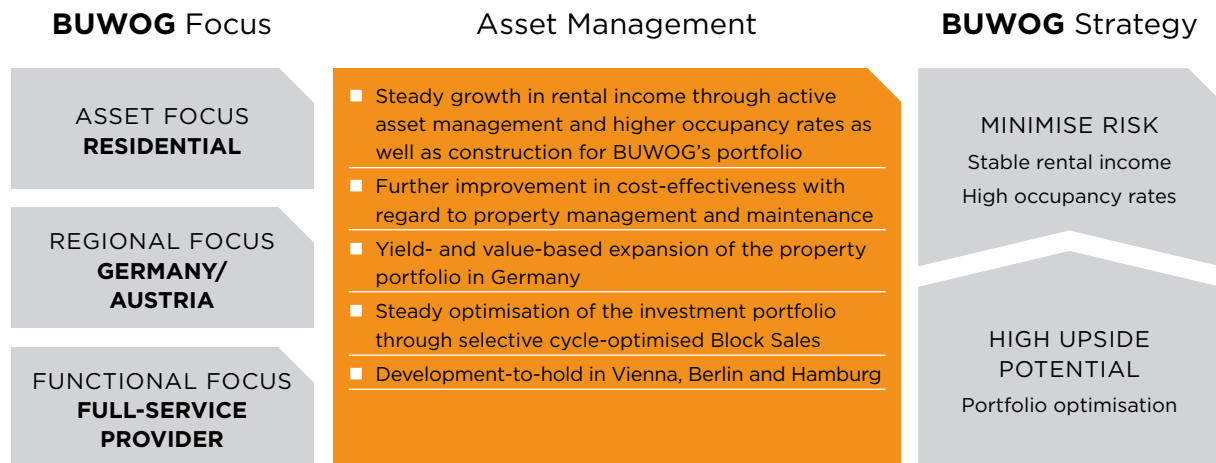 BUWOG Focus
ASSET FOCUS
RESIDENTIAL
REGIONAL FOCUS
GERMANY/
AUSTRIA
FUNCTIONAL FOCUS
FULL-SERVICE
PROVIDER
Asset Management
Steady growth in rental income through active
asset management and higher occupancy rates as
well as construction for BUWOG's portfolio
Further improvement in cost-effectiveness with
regard to property management and maintenance
Yield- and value-based expansion of the property
portfolio in Germany
Steady optimisation of the investment portfolio
through selective cycle-optimised Block Sales
Development-to-hold in Vienna, Berlin and Hamburg
BUWOG Strategy
MINIMISE RISK
Stable rental income
High occupancy rates
HIGH UPSIDE
POTENTIAL
Portfolio optimisation